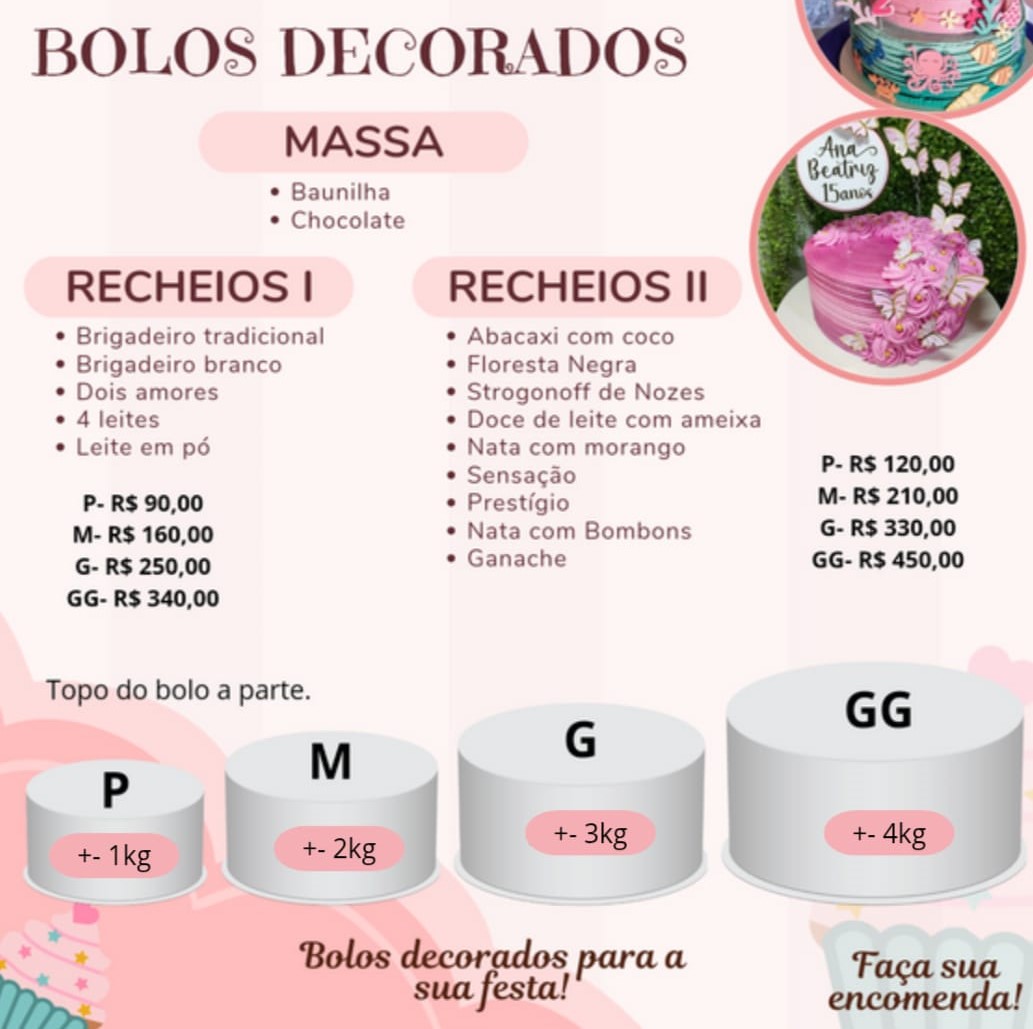 BOLOS DECORADOS
MASSA
• Baunilha
• Chocolate
Ana
Beatriz
15anos
RECHEIOS I
• Brigadeiro tradicional
• Brigadeiro branco
• Dois amores
• 4 leites
• Leite em pó
P- R$ 90,00
M- R$ 160,00
G- R$ 250,00
GG- R$ 340,00
RECHEIOS II
• Abacaxi com coco
• Floresta Negra
• Strogonoff de Nozes
• Doce de leite com ameixa
• Nata com morango
• Sensação
• Prestígio
• Nata com Bombons
• Ganache
P- R$ 120,00
M- R$ 210,00
G- R$ 330,00
GG- R$ 450,00
Topo do bolo a parte.
P
+- 1kg
M
+- 2kg
G
+- 3kg
GG
+- 4kg
Bolos decorados para a
sua festa!
Faça sua
encomenda!